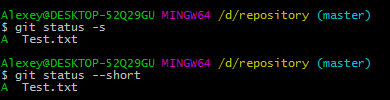 Alexey@DESKTOP-52Q29GU MINGW64 /d/repository (master)
$ git status -s
A  Test.txt
Alexey@DESKTOP-52Q29GU MINGW64 /d/repository (master)
$ git status --short
A  Test.txt